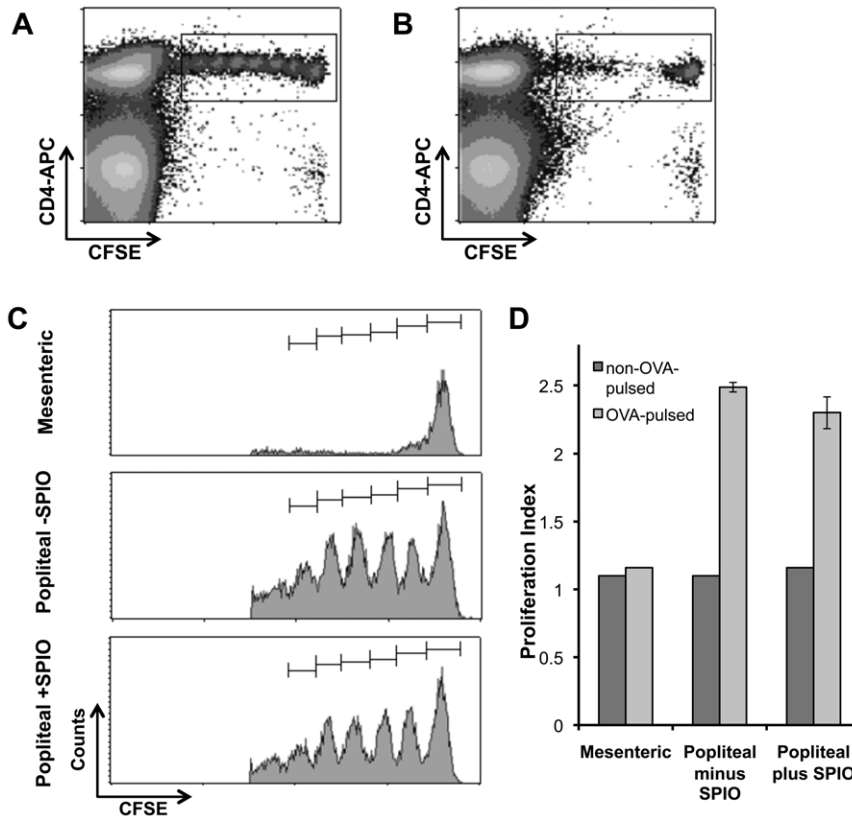 A
CD4-APC
CFSE
B
CD4-APC
CFSE
C
Mesenteric
Popliteal -SPIO
Popliteal +SPIO
Counts
CFSE
D
non-OVA-
pulsed
OVA-pulsed
Proliferation Index
2.5
2
1.5
1
0.5
0
Mesenteric
Popliteal
minus
SPIO
Popliteal
plus SPIO